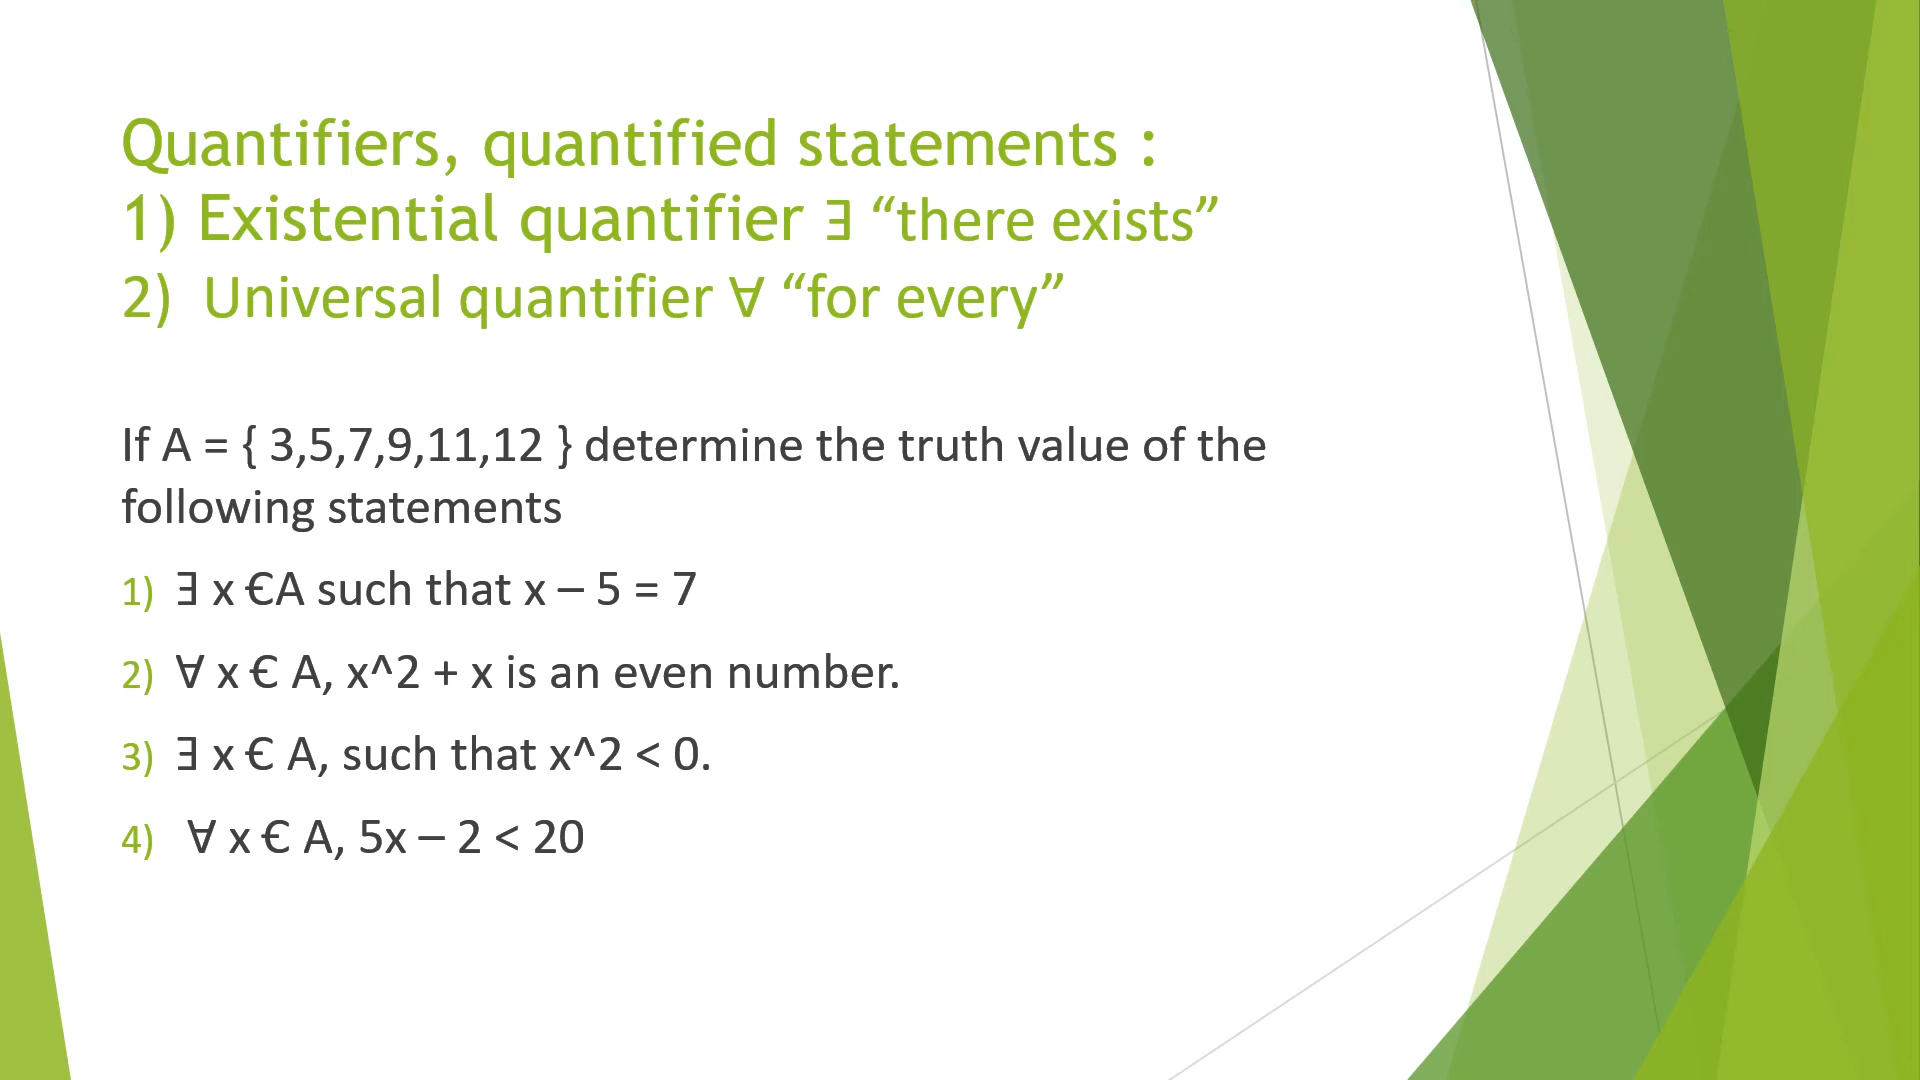 Quantifiers, quantified statements :
1) Existential quantifier ∃ “there exists”
2) Universal quantifier ∀ “for every”
If A = { 3,5,7,9,11,12 } determine the truth value of the
following statements
1) ∃ x ЄA such that x – 5 = 7
2) ∀ x Є A, x^2 + x is an even number.
3) ∃ x Є A, such that x^2 < 0.
4) ∀ x Є A, 5x – 2 < 20